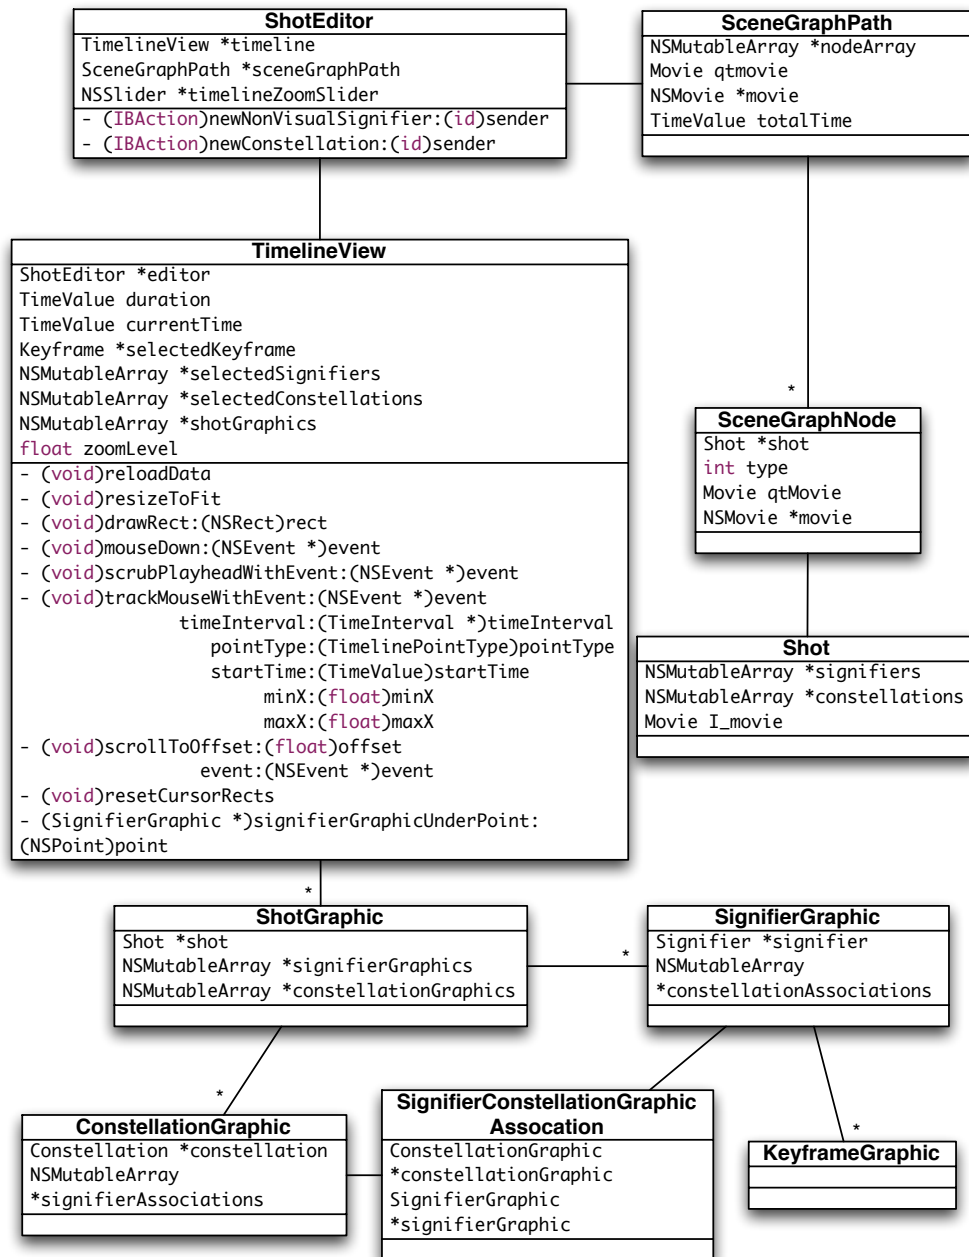 ShotEditor
TimelineView *timeline
SceneGraphPath *sceneGraphPath
NSSlider *timelineZoomSlider
- (IBAction)newNonVisualSignifier:(id)sender
- (IBAction)newConstellation:(id)sender
SceneGraphPath
NSMutableArray *nodeArray
Movie qtmovie
NSMovie *movie
TimeValue totalTime
TimelineView
ShotEditor *editor
TimeValue duration
TimeValue currentTime
Keyframe *selectedKeyframe
NSMutableArray *selectedSignifiers
NSMutableArray *selectedConstellations
NSMutableArray *shotGraphics
float zoomLevel
- (void)reloadData
- (void)resizeToFit
- (void)drawRect:(NSRect)rect
- (void)mouseDown:(NSEvent *)event
- (void)scrubPlayheadWithEvent:(NSEvent *)event
- (void)trackMouseWithEvent:(NSEvent *)event
timeInterval:(TimeInterval *)timeInterval
pointType:(TimelinePointType)pointType
startTime:(TimeValue)startTime
minX:(float)minX
maxX:(float)maxX
- (void)scrollToOffset:(float)offset
event:(NSEvent *)event
- (void)resetCursorRects
- (SignifierGraphic *)signifierGraphicUnderPoint:
(NSPoint)point
*
SceneGraphNode
Shot *shot
int type
Movie qtMovie
NSMovie *movie
Shot
NSMutableArray *signifiers
NSMutableArray *constellations
Movie I_movie
*
ShotGraphic
Shot *shot
NSMutableArray *signifierGraphics
NSMutableArray *constellationGraphics
*
SignifierGraphic
Signifier *signifier
NSMutableArray
*constellationAssociations
*
ConstellationGraphic
Constellation *constellation
NSMutableArray
*signifierAssociations
SignifierConstellationGraphic
Assocation
ConstellationGraphic
*constellationGraphic
SignifierGraphic
*signifierGraphic
*
KeyframeGraphic